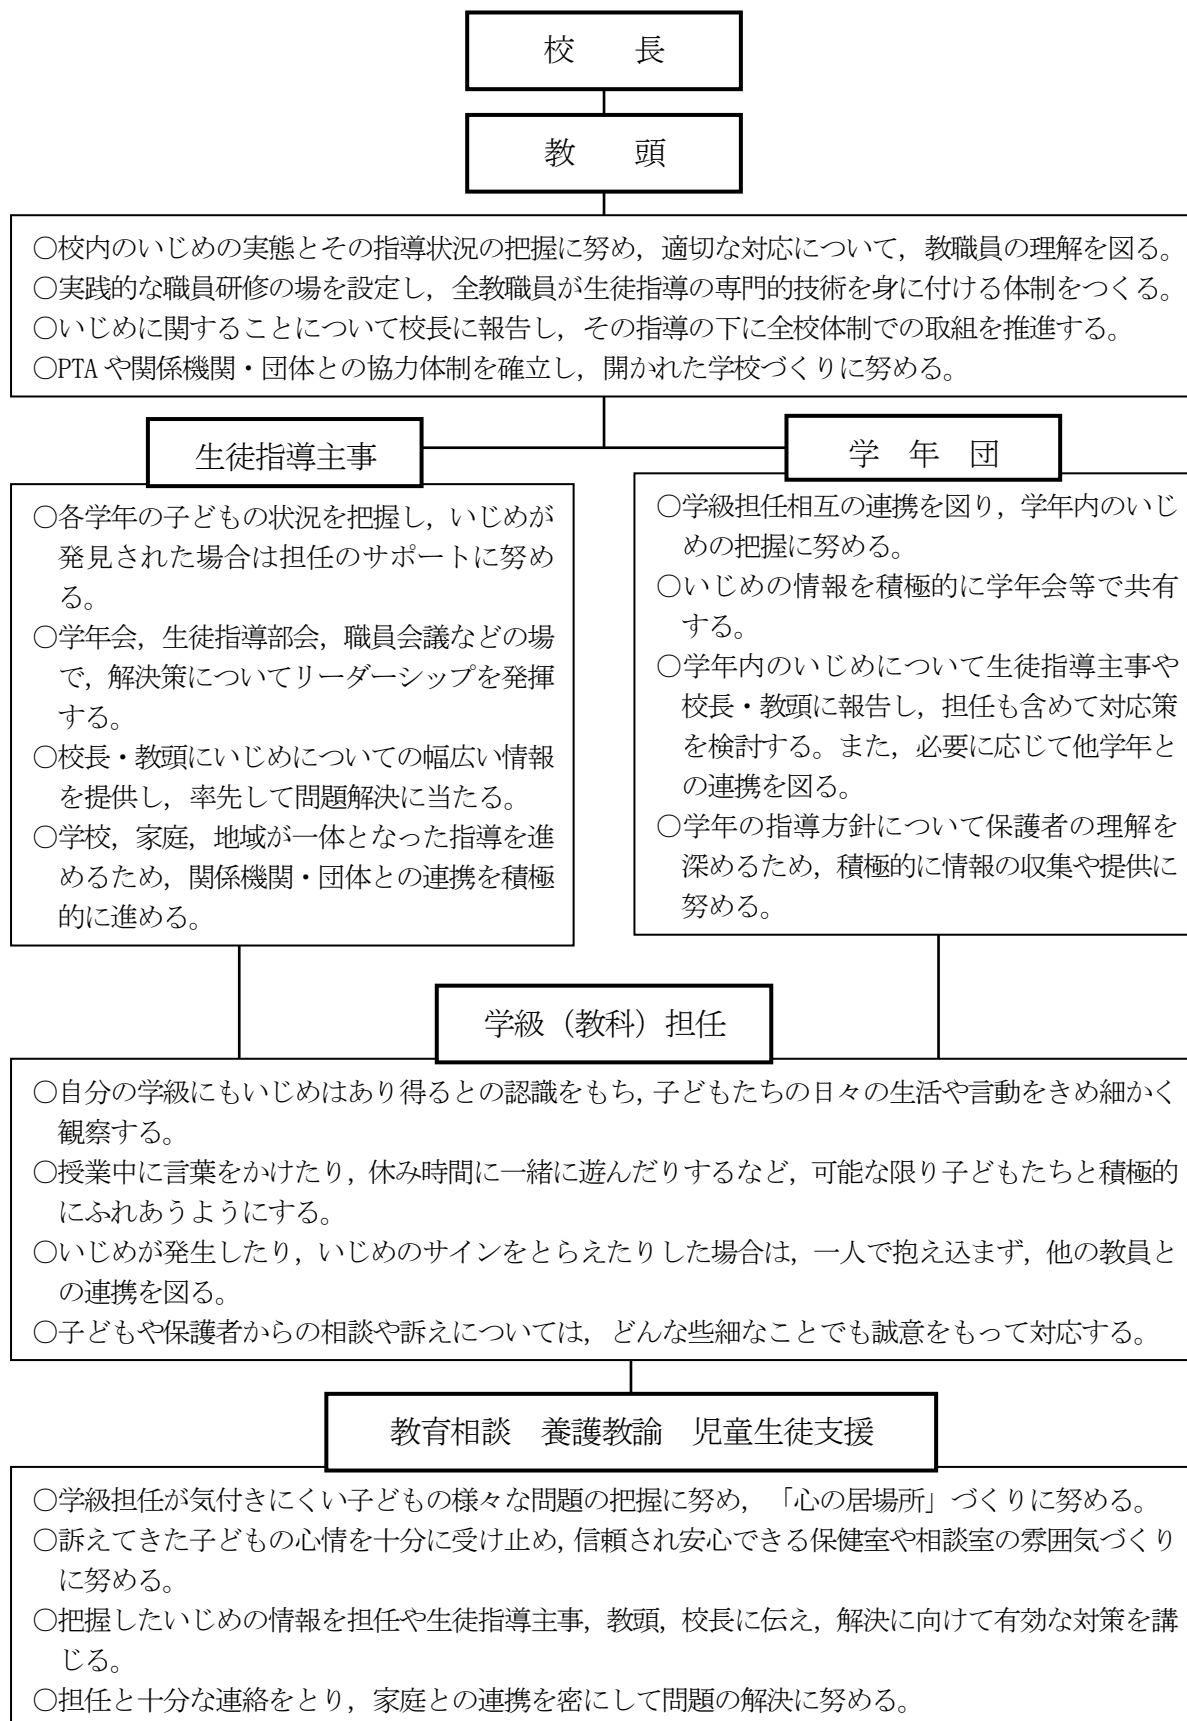 校　長
教　頭
○校内のいじめの実態とその指導状況の把握に努め，適切な対応について，教職員の理解を図る。
○実践的な職員研修の場を設定し，全教職員が生徒指導の専門的技術を身に付ける体制をつくる。
○いじめに関することについて校長に報告し，その指導の下に全校体制での取組を推進する。
○PTA や関係機関・団体との協力体制を確立し，開かれた学校づくりに努める。
生徒指導主事
○各学年の子どもの状況を把握し，いじめが
発見された場合は担任のサポートに努め
る。
○学年会，生徒指導部会，職員会議などの場
で，解決策についてリーダーシップを発揮
する。
○校長・教頭にいじめについての幅広い情報
を提供し，率先して問題解決に当たる。
○学校，家庭，地域が一体となった指導を進
めるため，関係機関・団体との連携を積極
的に進める。
学　年　団
○学級担任相互の連携を図り，学年内のいじ
めの把握に努める。
○いじめの情報を積極的に学年会等で共有
する。
○学年内のいじめについて生徒指導主事や
校長・教頭に報告し，担任も含めて対応策
を検討する。また，必要に応じて他学年と
の連携を図る。
○学年の指導方針について保護者の理解を
深めるため，積極的に情報の収集や提供に
努める。
学級（教科）担任
○自分の学級にもいじめはあり得るとの認識をもち，子どもたちの日々の生活や言動をきめ細かく
観察する。
○授業中に言葉をかけたり，休み時間に一緒に遊んだりするなど，可能な限り子どもたちと積極的
にふれあうようにする。
○いじめが発生したり，いじめのサインをとらえたりした場合は，一人で抱え込まず，他の教員と
の連携を図る。
○子どもや保護者からの相談や訴えについては，どんな些細なことでも誠意をもって対応する。
教育相談　養護教諭　児童生徒支援
○学級担任が気付きにくい子どもの様々な問題の把握に努め，「心の居場所」づくりに努める。
○訴えてきた子どもの心情を十分に受け止め，信頼され安心できる保健室や相談室の雰囲気づくり
に努める。
○把握したいじめの情報を担任や生徒指導主事，教頭，校長に伝え，解決に向けて有効な対策を講
じる。
○担任と十分な連絡をとり，家庭との連携を密にして問題の解決に努める。